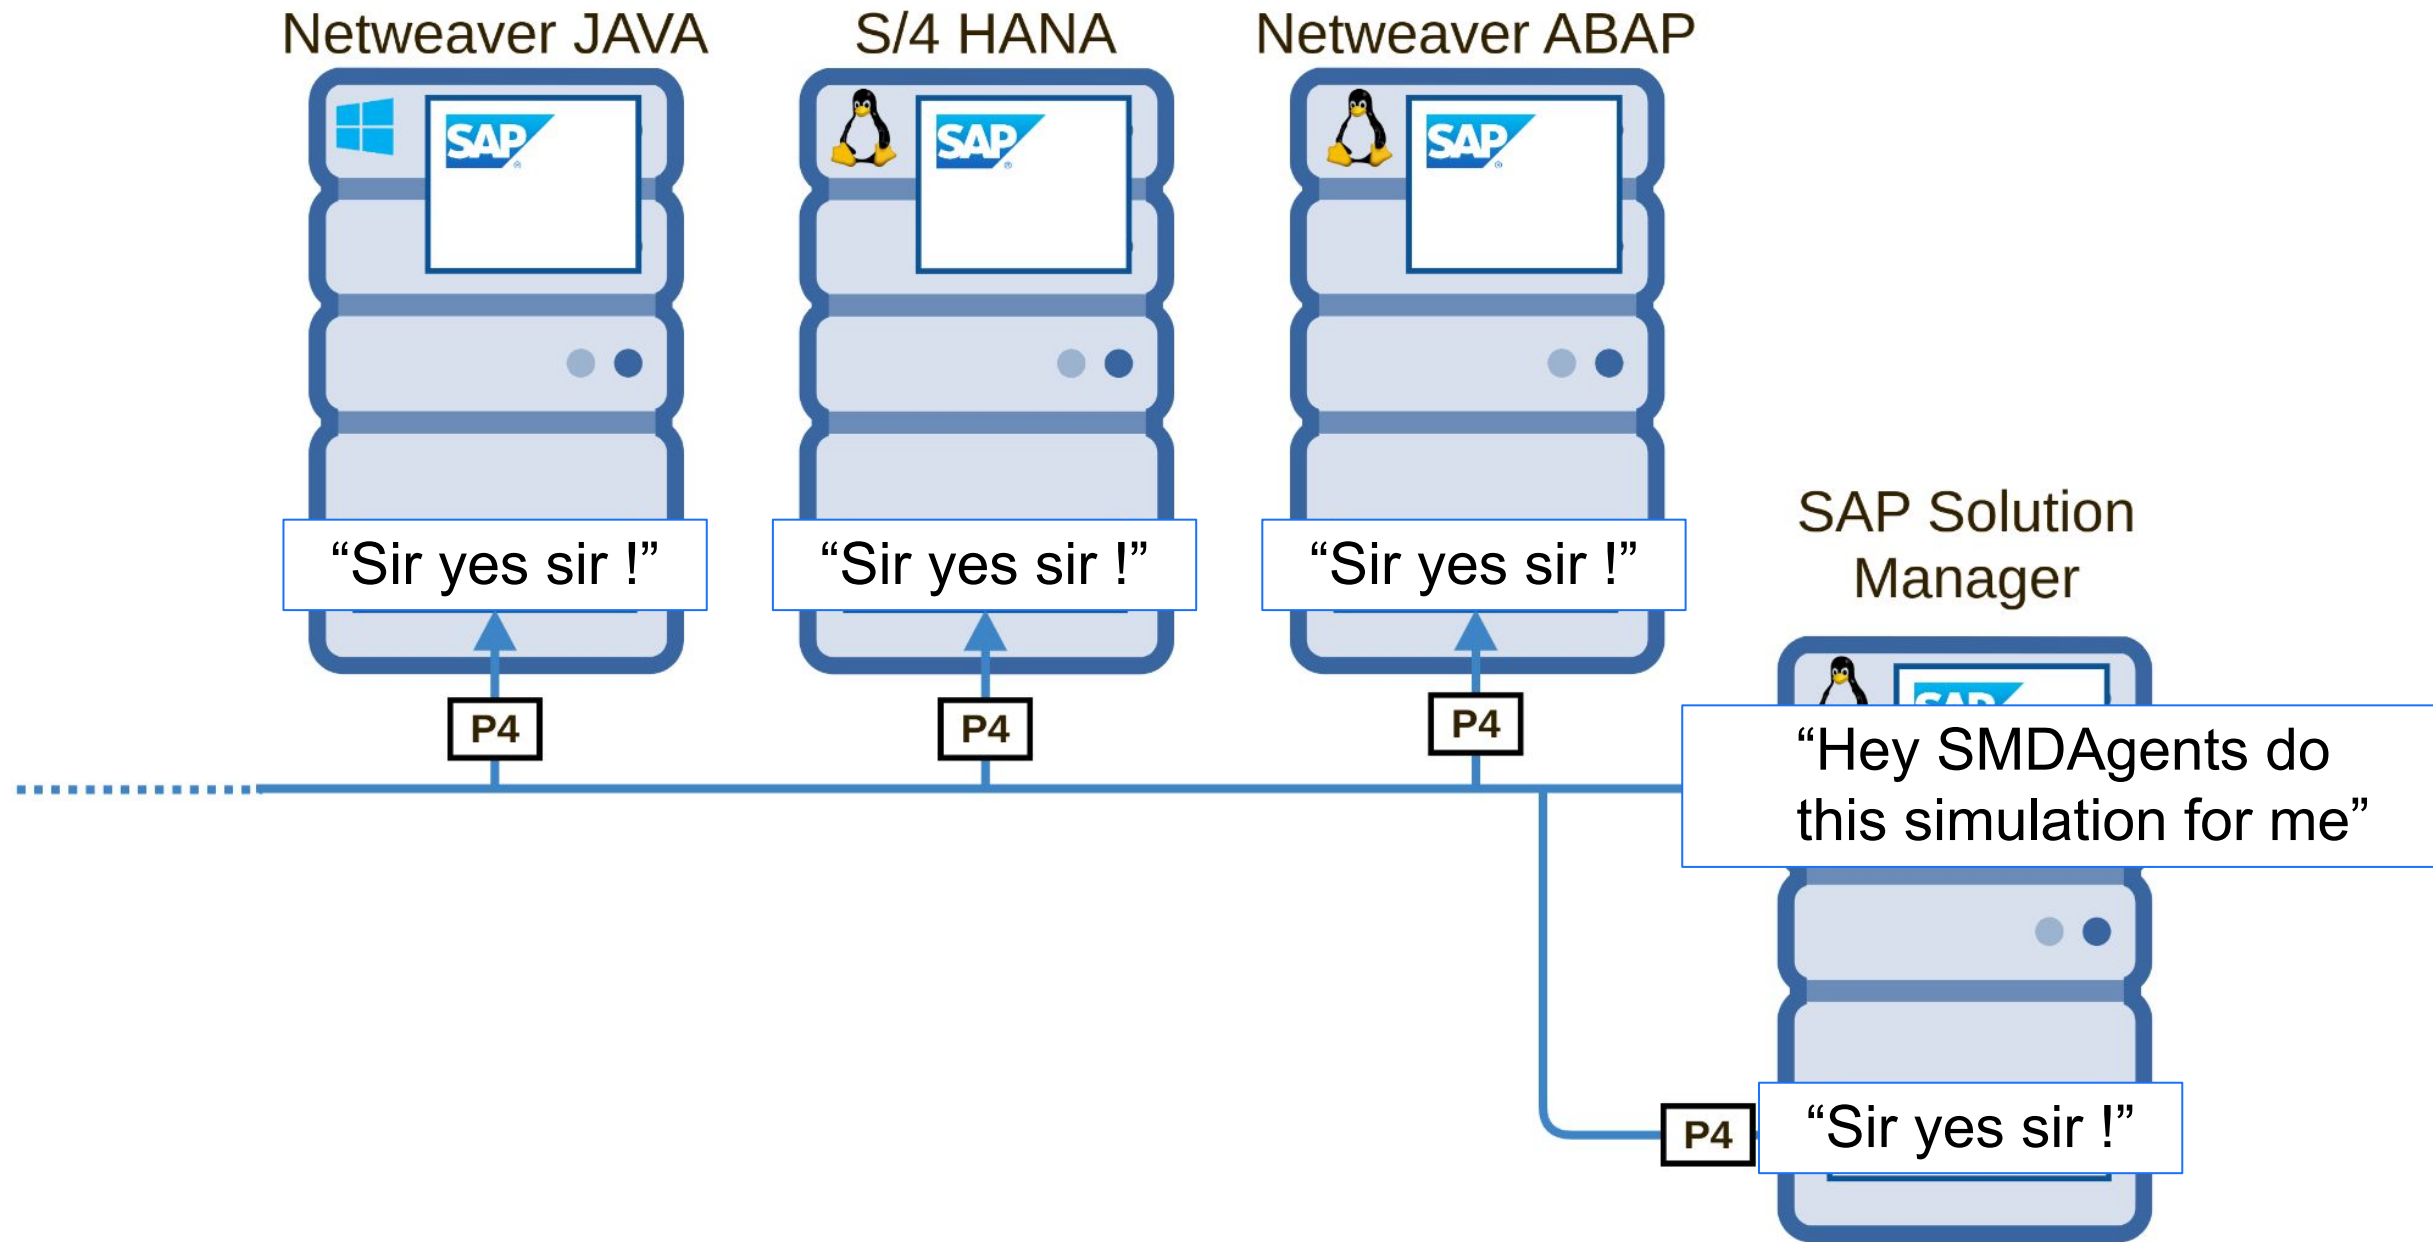 Netweaver JAVA
S/4 HANA
Netweaver ABAP
SAP
SAP
SAP
“Sir yes sir !”
“Sir yes sir !”
“Sir yes sir !”
P4
P4
P4
SAP Solution
Manager
SAP
“Hey SMDAgents do
this simulation for me”
P4
“Sir yes sir !”